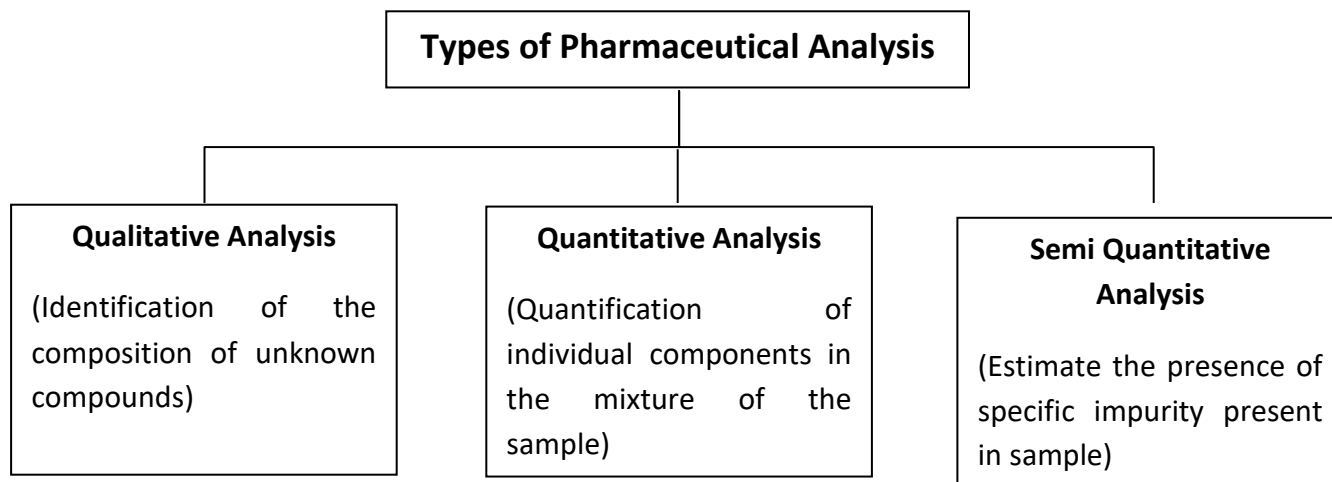 Types of Pharmaceutical Analysis
Qualitative Analysis
(Identification of the
composition of unknown
compounds)
Quantitative Analysis
(Quantification of
individual components in
the mixture of the
sample)
Semi Quantitative
Analysis
(Estimate the presence of
specific impurity present
in sample)